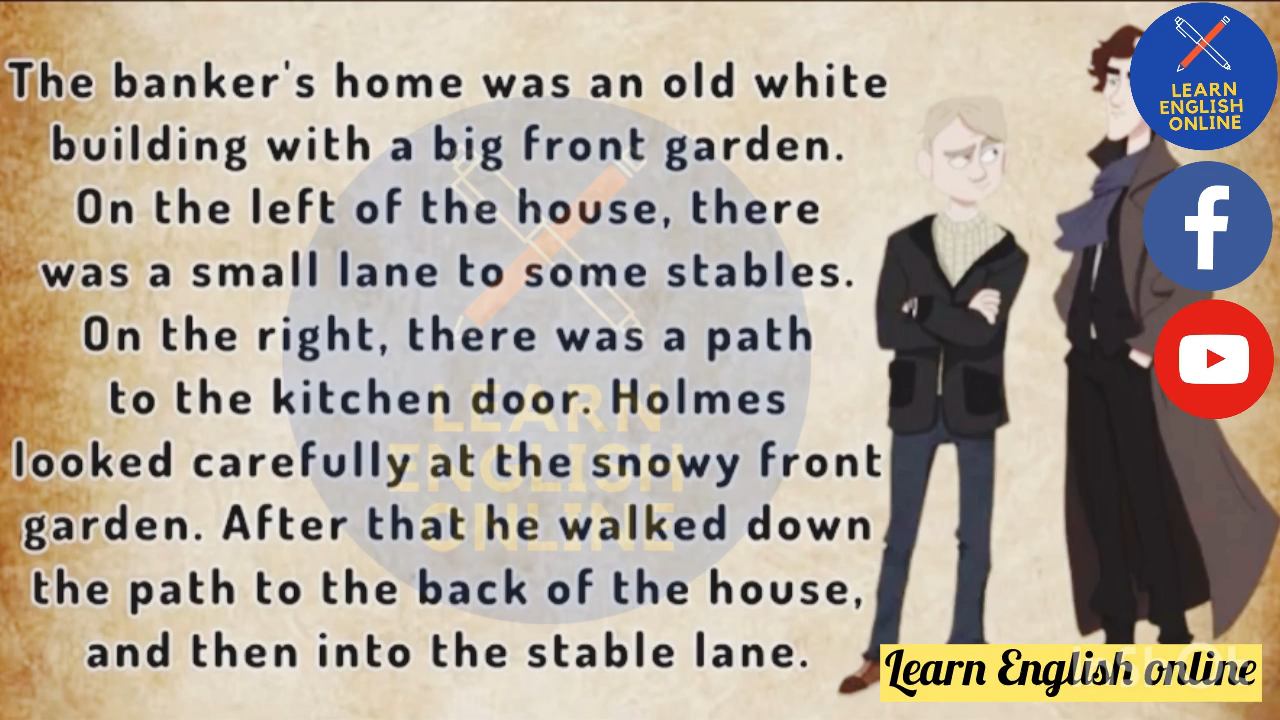 The banker's home was an old white
building with a big front garden.
On the left of the house, there
was a small lane to some stables.
On the right, there was a path
to the kitchen door. Holmes
looked carefully at the snowy front
garden. After that he walked down
the path to the back of the house,
and then into the stable lane.
LEARN
ENGLISH
ONLINE
LEARN
ENGLISH
ONLINE
f
Learn English online